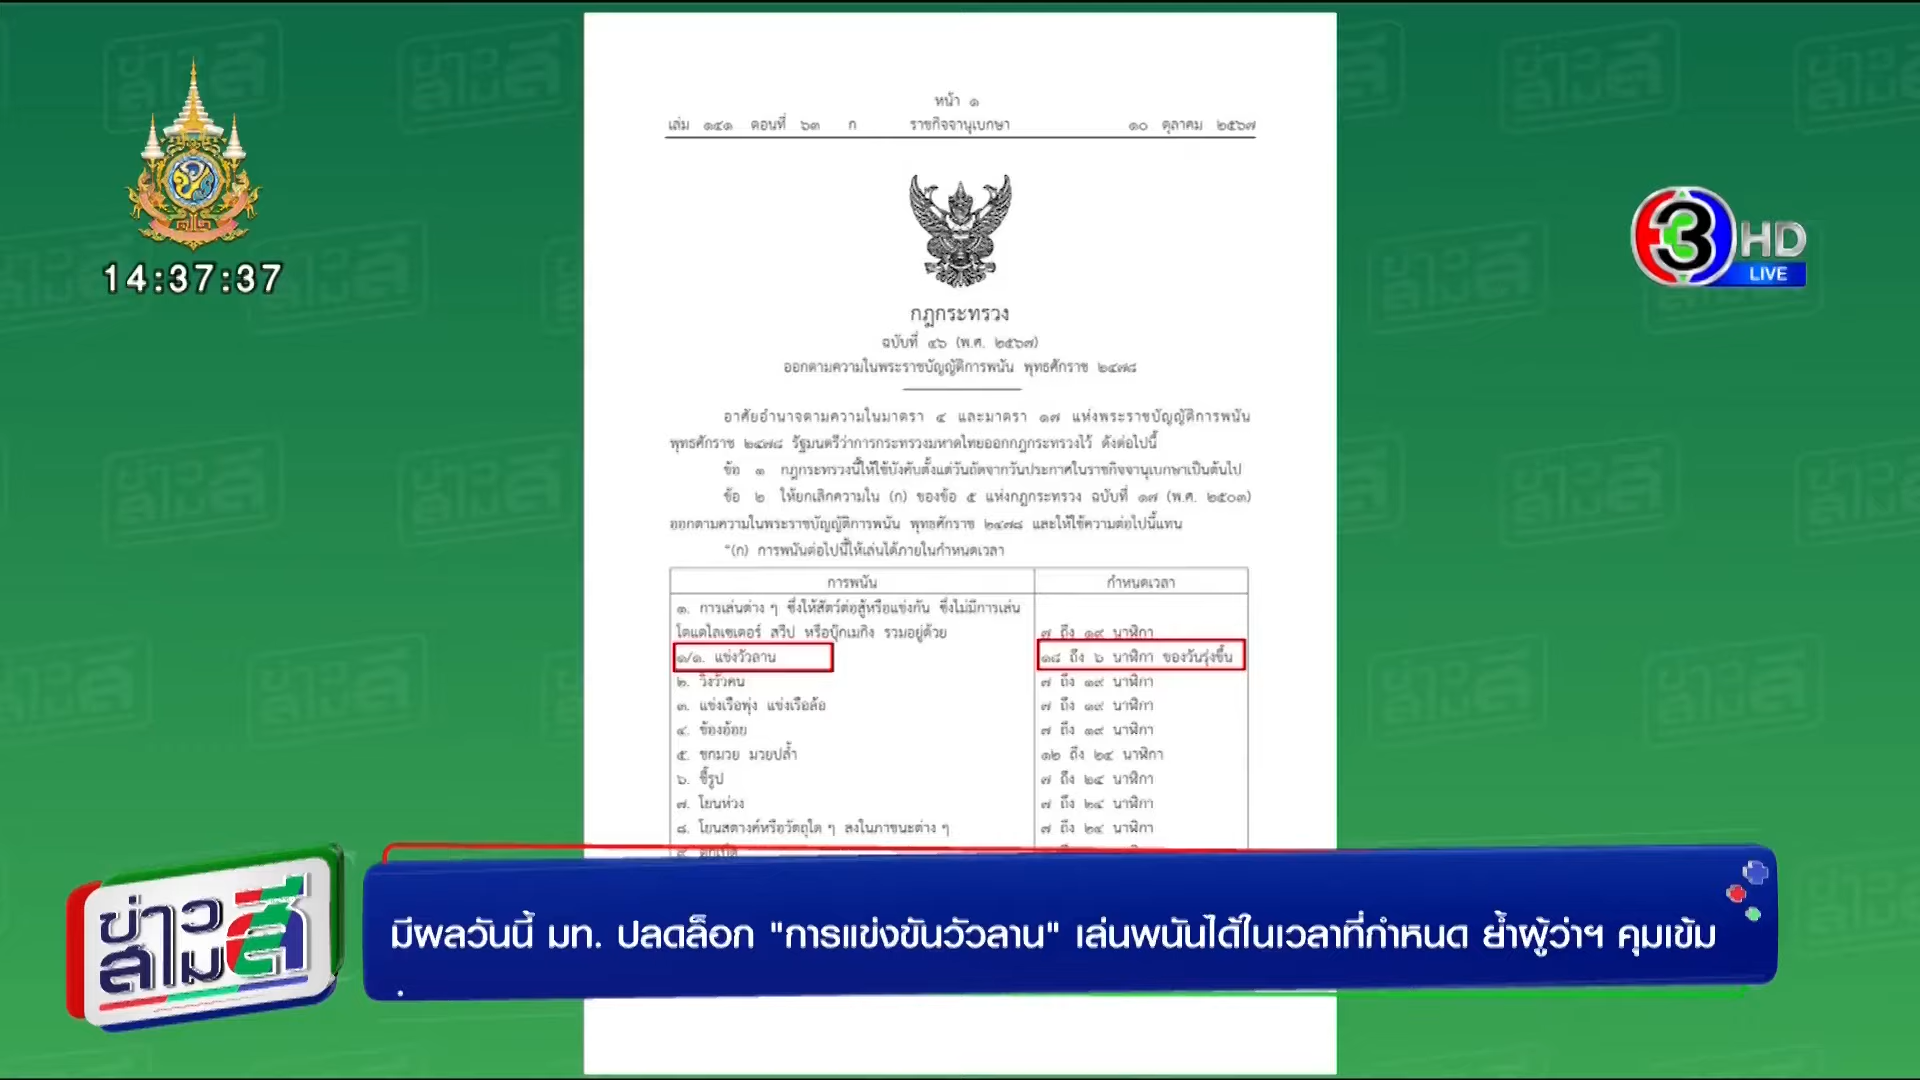 หน้า ๑
เล่ม ๑๔๑ ตอนที่ ๖๓ ก ราชกิจจานุเบกษา ๑๐ ตุลาคม ๒๕๖๗
14:37:37
3 HD
LIVE
กฎกระทรวง
ฉบับที่ ๔๖ (พ.ศ. ๒๕๖๗)
ออกตามความในพระราชบัญญัติการพนัน พุทธศักราช ๒๔๗๘
อาศัยอำนาจตามความในมาตรา ๔ และมาตรา ๑๗ แห่งพระราชบัญญัติการพนัน
พุทธศักราช ๒๔๗๘ รัฐมนตรีว่าการกระทรวงมหาดไทยออกกฎกระทรวงไว้ ดังต่อไปนี้
ข้อ ๑ กฎกระทรวงนี้ให้ใช้บังคับตั้งแต่วันถัดจากวันประกาศในราชกิจจานุเบกษาเป็นต้นไป
ข้อ ๒ ให้ยกเลิกความใน (ก) ของข้อ ๕ แห่งกฎกระทรวง ฉบับที่ ๑๗ (พ.ศ. ๒๕๐๓)
ออกตามความในพระราชบัญญัติการพนัน พุทธศักราช ๒๔๗๘ และให้ใช้ความต่อไปนี้แทน
"(ก) การพนันต่อไปนี้ให้เล่นได้ภายในกำหนดเวลา
การพนัน กำหนดเวลา
๑. การเล่นต่าง ๆ ซึ่งให้สัตว์ต่อสู้หรือแข่งกัน ซึ่งไม่มีการเล่น
โตแตไลเซเตอร์ สวีป หรือบุ๊กเมกิง รวมอยู่ด้วย ๗ ถึง ๑๙ นาฬิกา
๑/๑. แข่งวัวลาน ๑๘ ถึง ๖ นาฬิกา ของวันรุ่งขึ้น
๒. วิ่งวัวคน ๗ ถึง ๑๙ นาฬิกา
๓. แข่งเรือพุ่ง แข่งเรือล้อ ๗ ถึง ๑๙ นาฬิกา
๔. ช้องอ้อย ๗ ถึง ๑๙ นาฬิกา
๕. ชกมวย มวยปล้ำ ๑๒ ถึง ๒๔ นาฬิกา
๖. ชี้รูป ๗ ถึง ๒๔ นาฬิกา
๗. โยนห่วง ๗ ถึง ๒๔ นาฬิกา
๘. โยนสตางค์หรือวัตถุใด ๆ ลงในภาชนะต่าง ๆ ๗ ถึง ๒๔ นาฬิกา
ข่าว
สามสี
มีผลวันนี้ มท. ปลดล็อก "การแข่งขันวัวลาน" เล่นพนันได้ในเวลาที่กำหนด ย้ำผู้ว่าฯ คุมเข้ม